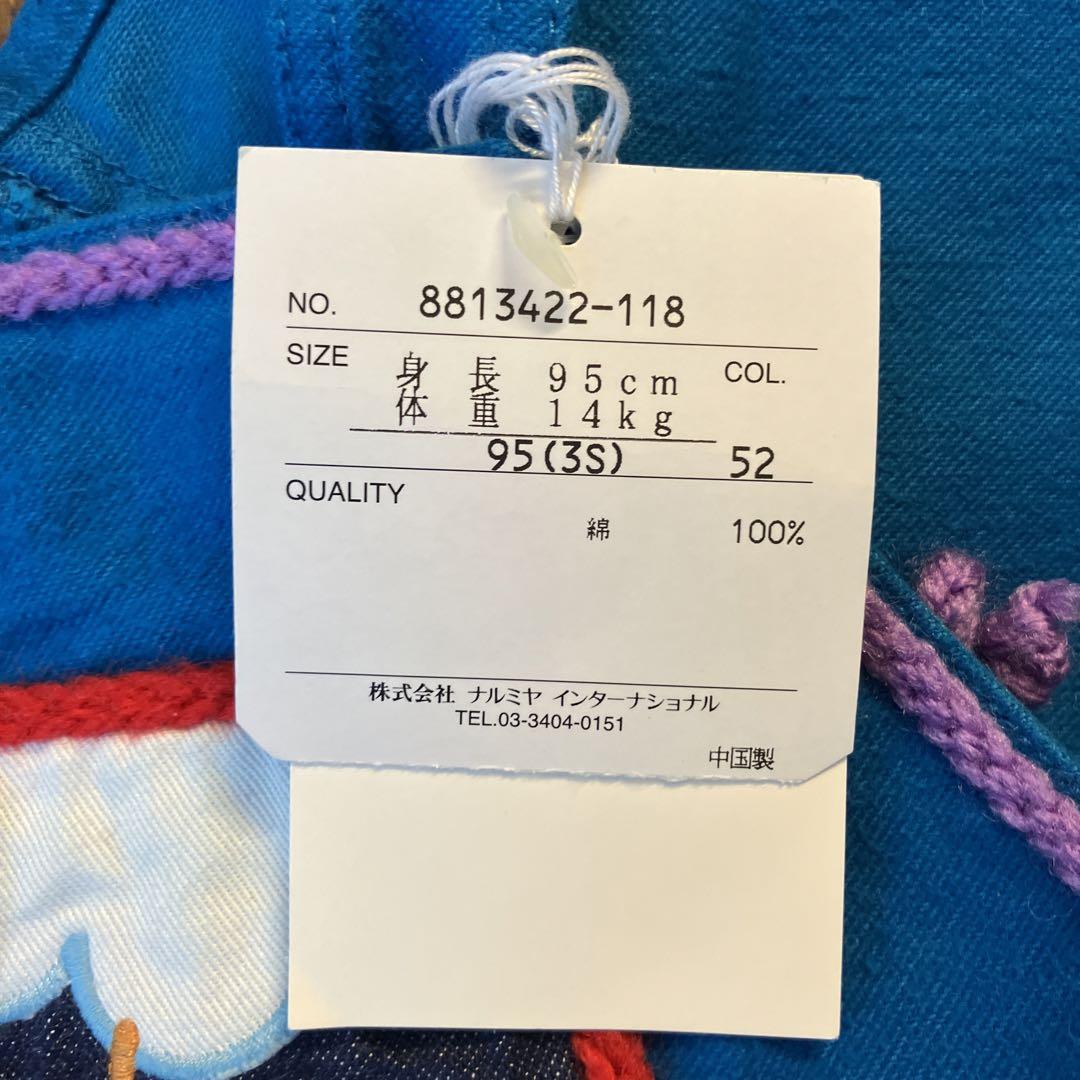 NO. 8813422-118
SIZE 身長 95cm COL.
体重 14kg
95(3S) 52
QUALITY
綿 100%
株式会社 ナルミヤ インターナショナル
TEL.03-3404-0151
中国製